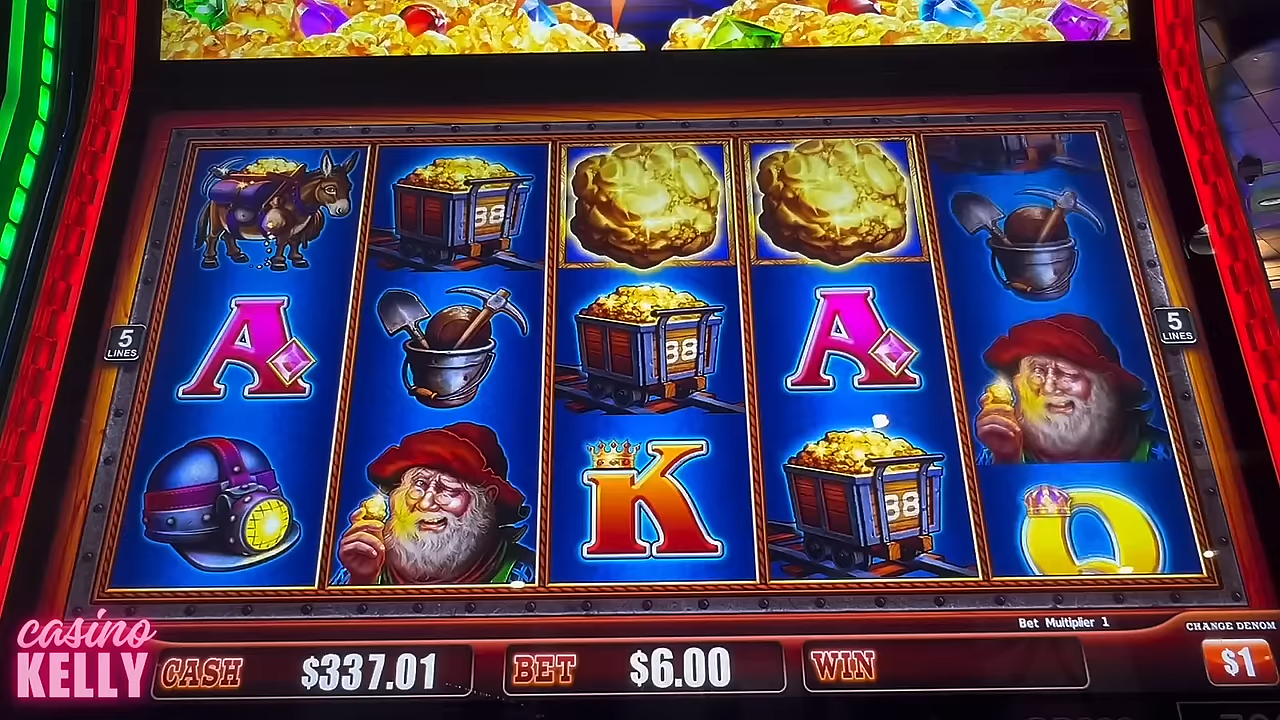 88
A
5
LINES
88
A
5
LINES
K
88
Q
Bet Multiplier 1
CHANGE DENOM
casino
KELLY
CASH
$337.01
BET
$6.00
WIN
$1